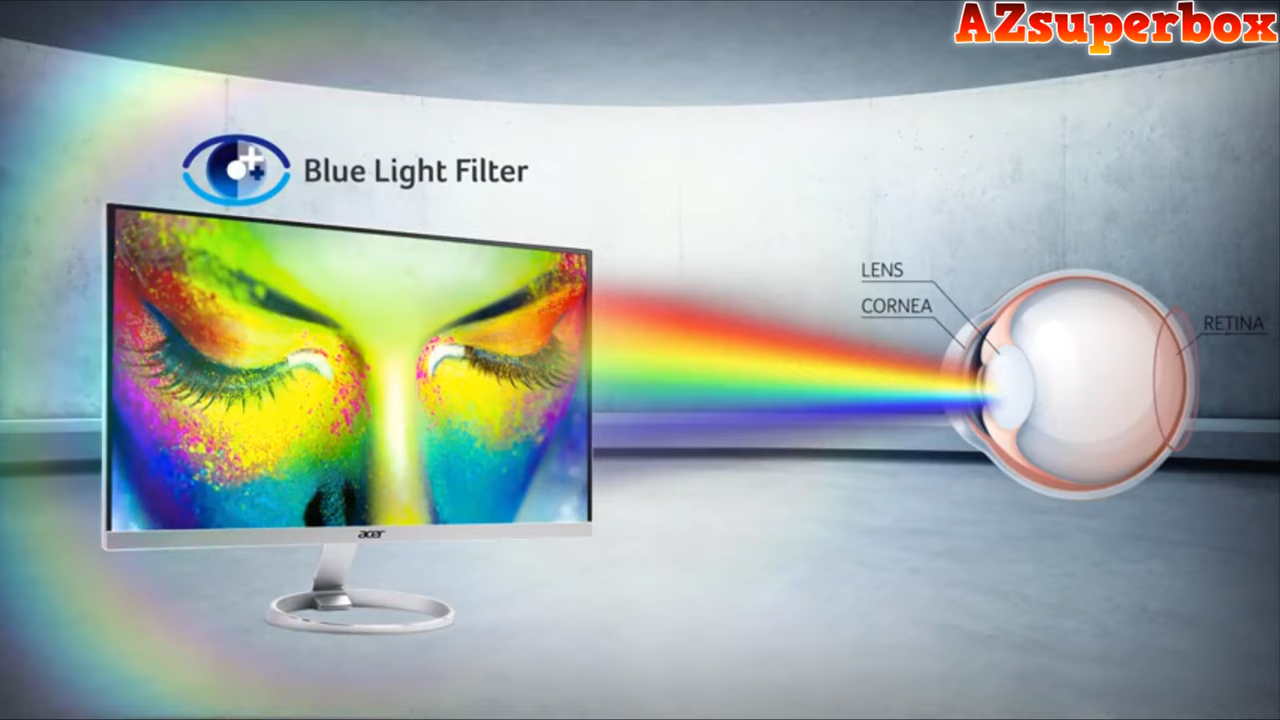 AZsuperbox
Blue Light Filter
LENS
CORNEA
RETINA
acer